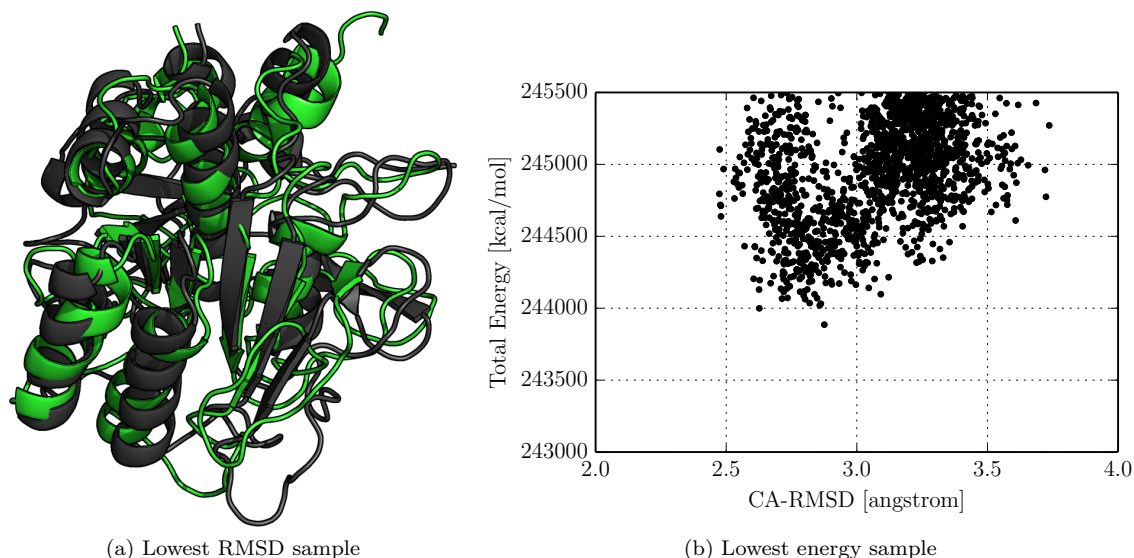 245500
245000
244500
244000
243500
243000
Total Energy [kcal/mol]
2.0 2.5 3.0 3.5 4.0
CA-RMSD [angstrom]
(a) Lowest RMSD sample
(b) Lowest energy sample